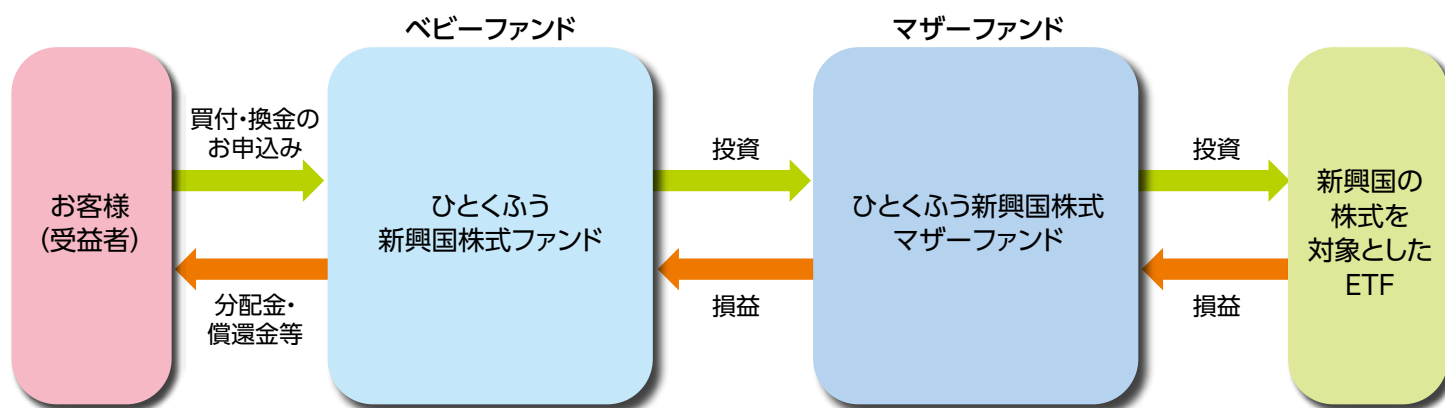 ベビーファンド
マザーファンド
お客様
(受益者)
買付・換金の
お申込み
分配金・
償還金等
ひとくふう
新興国株式ファンド
投資
損益
ひとくふう新興国株式
マザーファンド
投資
損益
新興国の
株式を
対象とした
ETF